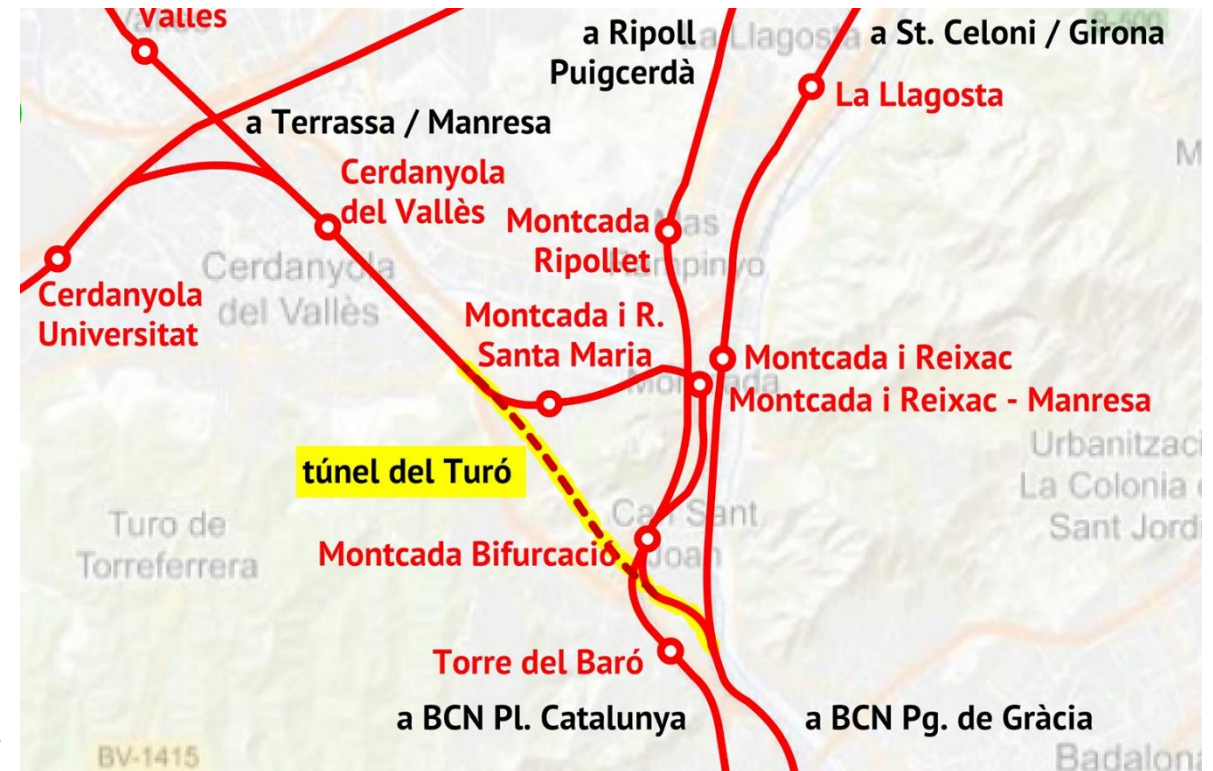 Vallès
a Ripoll
Puigcerdà
La Llagosta
a St. Celoni / Girona
La Llagosta
a Terrassa / Manresa
Cerdanyola
del Vallès
Montcada
Ripollet
Mas
Rampinyo
Cerdanyola
del Vallès
Cerdanyola
Universitat
Montcada i R.
Santa Maria
Montcada i Reixac
Montcada
Montcada i Reixac - Manresa
túnel del Turó
Urbanitzaci
La Colonia
Sant Jordi
Turo de
Torreferrera
Can Sant
Joan
Montcada Bifurcació
Torre del Baró
a BCN Pl. Catalunya
a BCN Pg. de Gràcia
BV-1415
Badalona